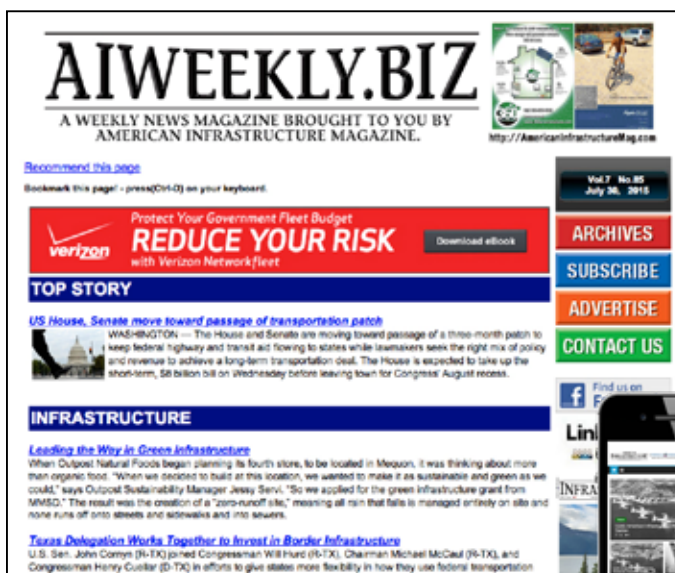 AIWEEKLY.BIZ
A WEEKLY NEWS MAGAZINE BROUGHT TO YOU BY
AMERICAN INFRASTRUCTURE MAGAZINE.
http://AmericanInfrastructureMag.com
Recommend this page
Bookmark this page! - press(Ctrl-D) on your keyboard.
Vol.7 No.85
July 30, 2015
verizon
Protect Your Government Fleet Budget
REDUCE YOUR RISK
with Verizon Networkfleet
Download eBook
ARCHIVES
SUBSCRIBE
ADVERTISE
CONTACT US
Find us on
TOP STORY
US House, Senate move toward passage of transportation patch
WASHINGTON — The House and Senate are moving toward passage of a three-month patch to
keep federal highway and transit aid flowing to states while lawmakers seek the right mix of policy
and revenue to achieve a long-term transportation deal. The House is expected to take up the
short-term, $8 billion bill on Wednesday before leaving town for Congress' August recess.
INFRASTRUCTURE
Leading the Way in Green Infrastructure
When Outpost Natural Foods began planning its fourth store, to be located in Mequon, it was thinking about more
than organic food. "When we decided to build at this location, we wanted to make it as sustainable and green as we
could," says Outpost Sustainability Manager Jessy Servi. "So we applied for the green infrastructure grant from
MMSD." The result was the creation of a "zero-runoff site," meaning all rain that falls is managed entirely on site and
none runs off onto streets and sidewalks and into sewers.
Texas Delegation Works Together to Invest in Border Infrastructure
U.S. Sen. John Cornyn (R-TX) joined Congressman Will Hurd (R-TX), Chairman Michael McCaul (R-TX), and
Congressman Henry Cuellar (D-TX) in efforts to give states more flexibility in how they use federal transportation